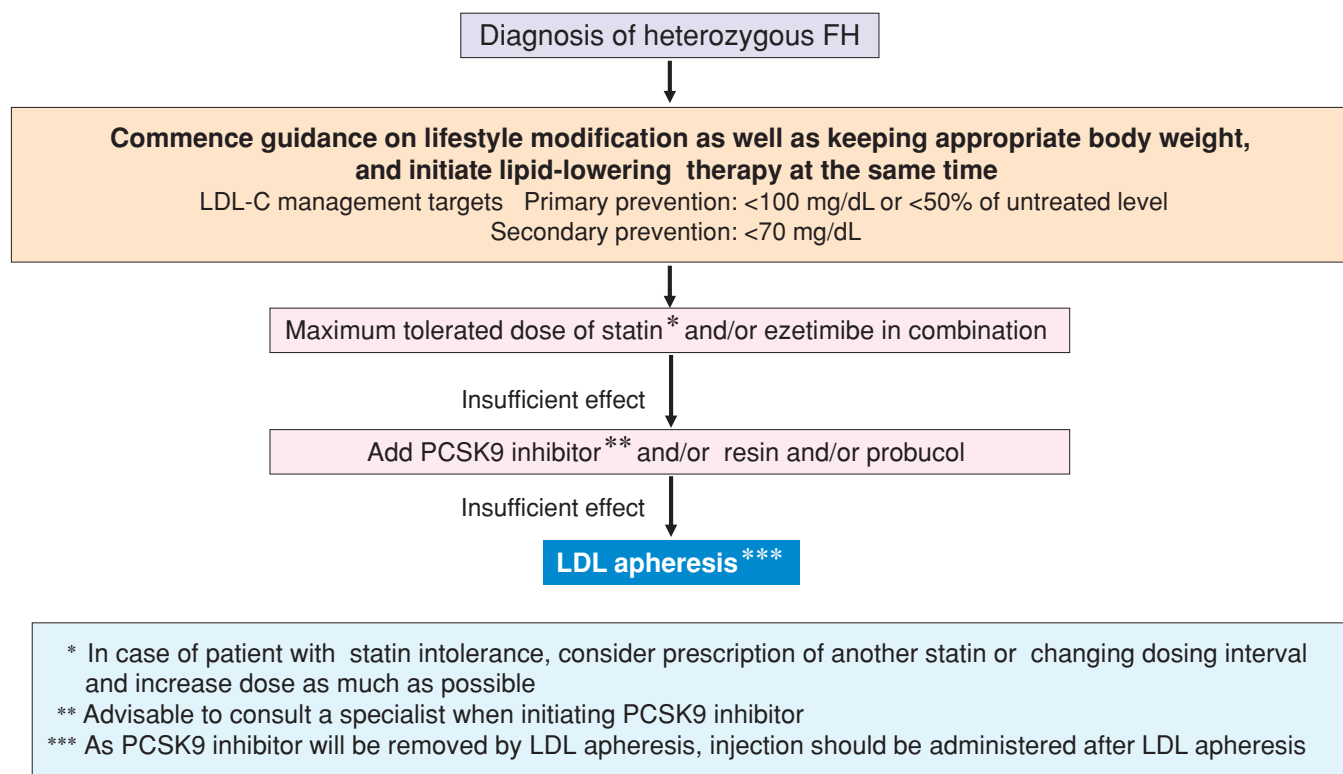 Diagnosis of heterozygous FH
Commence guidance on lifestyle modification as well as keeping appropriate body weight,
and initiate lipid-lowering therapy at the same time
LDL-C management targets Primary prevention: <100 mg/dL or <50% of untreated level
Secondary prevention: <70 mg/dL
Maximum tolerated dose of statin* and/or ezetimibe in combination
Insufficient effect
Add PCSK9 inhibitor** and/or resin and/or probucol
Insufficient effect
LDL apheresis***
* In case of patient with statin intolerance, consider prescription of another statin or changing dosing interval
and increase dose as much as possible
** Advisable to consult a specialist when initiating PCSK9 inhibitor
*** As PCSK9 inhibitor will be removed by LDL apheresis, injection should be administered after LDL apheresis